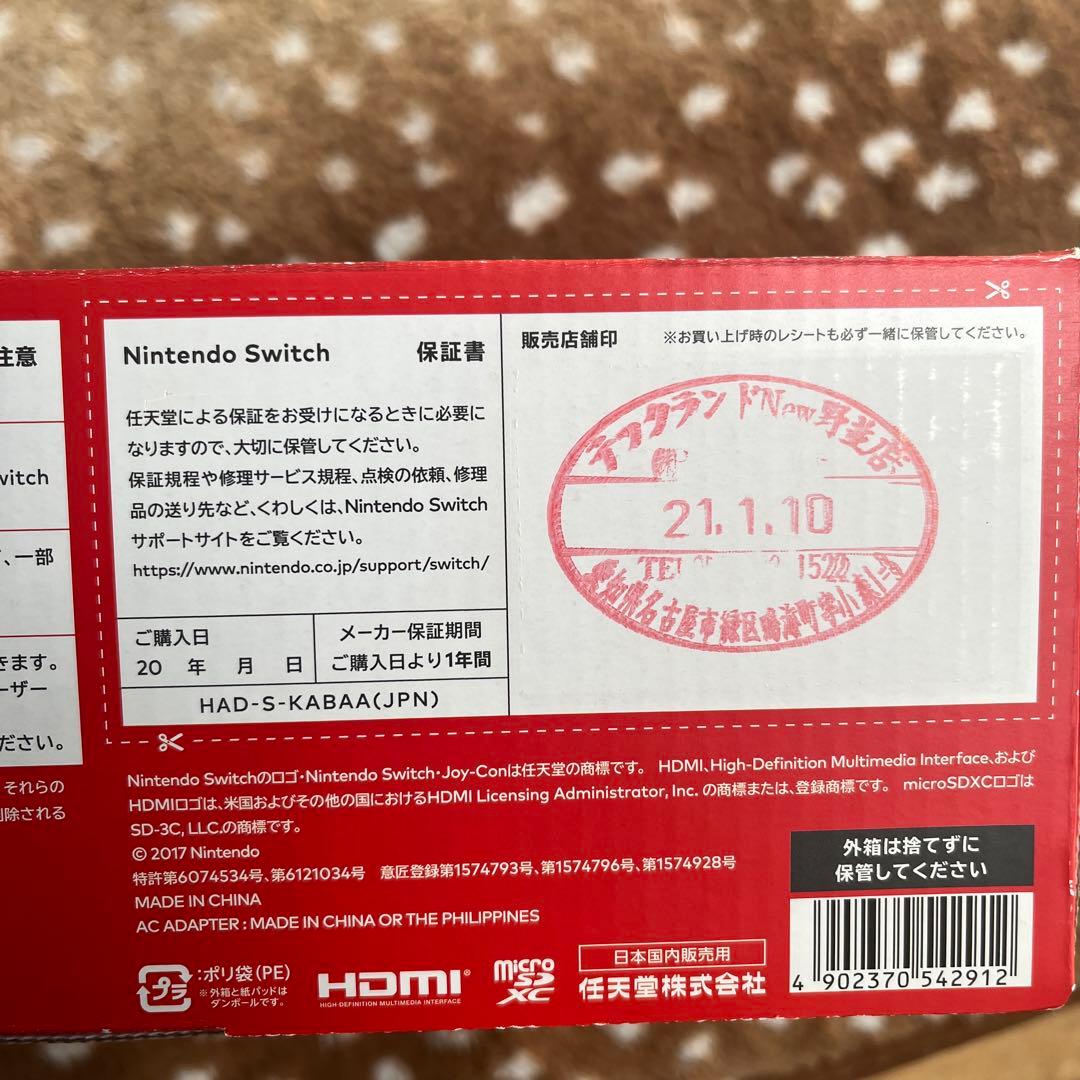 注意
witch
、一部
きます。
ーザー
ださい。
それらの
削除される
Nintendo Switch 保証書
任天堂による保証をお受けになるときに必要に
なりますので、大切に保管してください。
保証規程や修理サービス規程、点検の依頼、修理
品の送り先など、くわしくは、Nintendo Switch
サポートサイトをご覧ください。
https://www.nintendo.co.jp/support/switch/
ご購入日
20 年 月 日
メーカー保証期間
ご購入日より1年間
HAD-S-KABAA(JPN)
販売店舗印 ※お買い上げ時のレシートも必ず一緒に保管してください。
テックランドNew野並店
21.1.10
1522
愛知県名古屋市緑区鳴海町字小森
Nintendo Switchのロゴ・Nintendo Switch・Joy-Conは任天堂の商標です。 HDMI、High-Definition Multimedia Interface、および
HDMIロゴは、米国およびその他の国におけるHDMI Licensing Administrator, Inc. の商標または、登録商標です。 microSDXCロゴは
SD-3C, LLC.の商標です。
© 2017 Nintendo
特許第6074534号、第6121034号 意匠登録第1574793号、第1574796号、第1574928号
MADE IN CHINA
AC ADAPTER : MADE IN CHINA OR THE PHILIPPINES
外箱は捨てずに
保管してください
プラ
:ポリ袋(PE)
※外箱と紙パッドは
ダンボールです。
HDMI®
HIGH-DEFINITION MULTIMEDIA INTERFACE
micro
SD
XC
日本国内販売用
任天堂株式会社
4 902370 542912